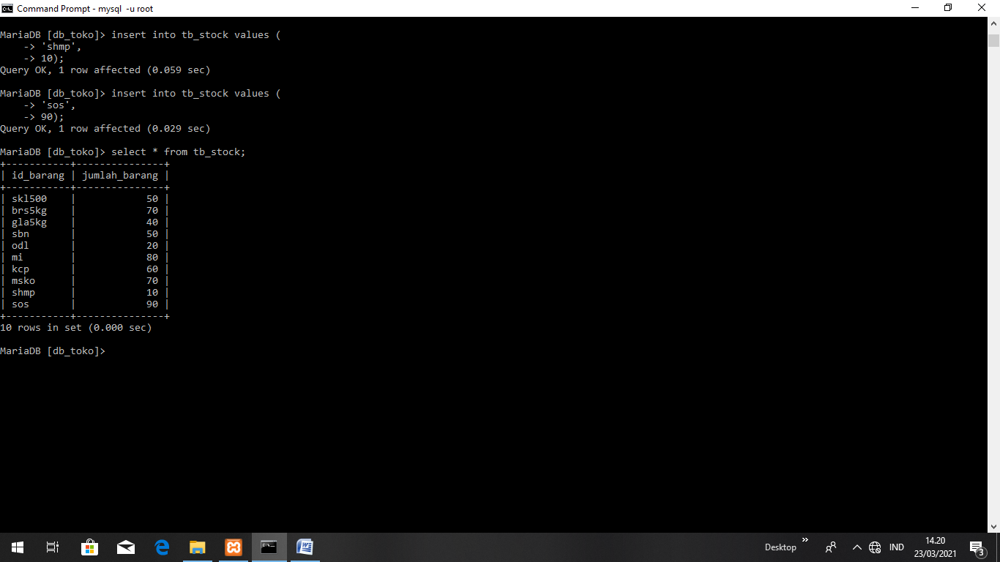 Command Prompt - mysql  -u root
MariaDB [db_toko]> insert into tb_stock values (
    -> 'shmp',
    -> 10);
Query OK, 1 row affected (0.059 sec)
MariaDB [db_toko]> insert into tb_stock values (
    -> 'sos',
    -> 90);
Query OK, 1 row affected (0.029 sec)
MariaDB [db_toko]> select * from tb_stock;
+-----------+---------------+
| id_barang | jumlah_barang |
+-----------+---------------+
| skl500    |            50 |
| brs5kg    |            70 |
| gla5kg    |            40 |
| sbn       |            50 |
| odl       |            20 |
| mi        |            80 |
| kcp       |            60 |
| msko      |            70 |
| shmp      |            10 |
| sos       |            90 |
+-----------+---------------+
10 rows in set (0.000 sec)
MariaDB [db_toko]>
Desktop
IND
14.20
23/03/2021
3